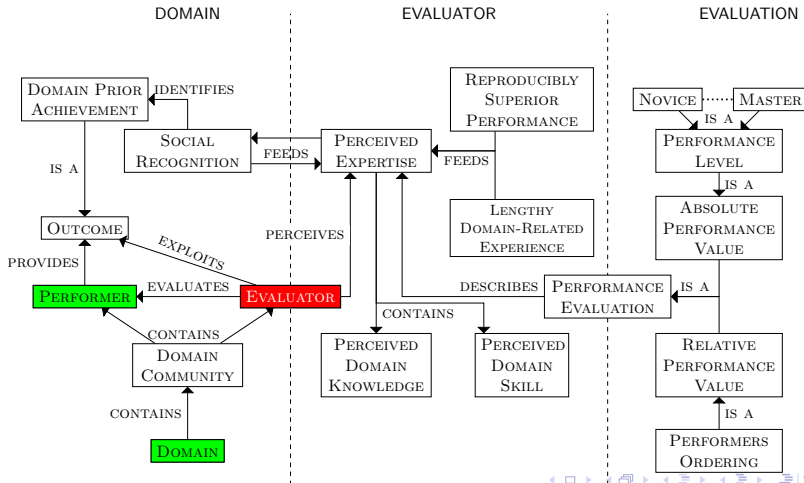 DOMAIN
EVALUATOR
EVALUATION
DOMAIN PRIOR
ACHIEVEMENT
IDENTIFIES
SOCIAL
RECOGNITION
FEEDS
PERCEIVED
EXPERTISE
REPRODUCIBLY
SUPERIOR
PERFORMANCE
FEEDS
LENGTHY
DOMAIN-RELATED
EXPERIENCE
NOVICE
MASTER
IS A
PERFORMANCE
LEVEL
IS A
ABSOLUTE
PERFORMANCE
VALUE
IS A
OUTCOME
PROVIDES
EXPLOITS
PERCEIVES
PERFORMER
EVALUATES
EVALUATOR
DESCRIBES
PERFORMANCE
EVALUATION
IS A
CONTAINS
DOMAIN
COMMUNITY
CONTAINS
PERCEIVED
DOMAIN
KNOWLEDGE
PERCEIVED
DOMAIN
SKILL
RELATIVE
PERFORMANCE
VALUE
CONTAINS
IS A
DOMAIN
PERFORMERS
ORDERING